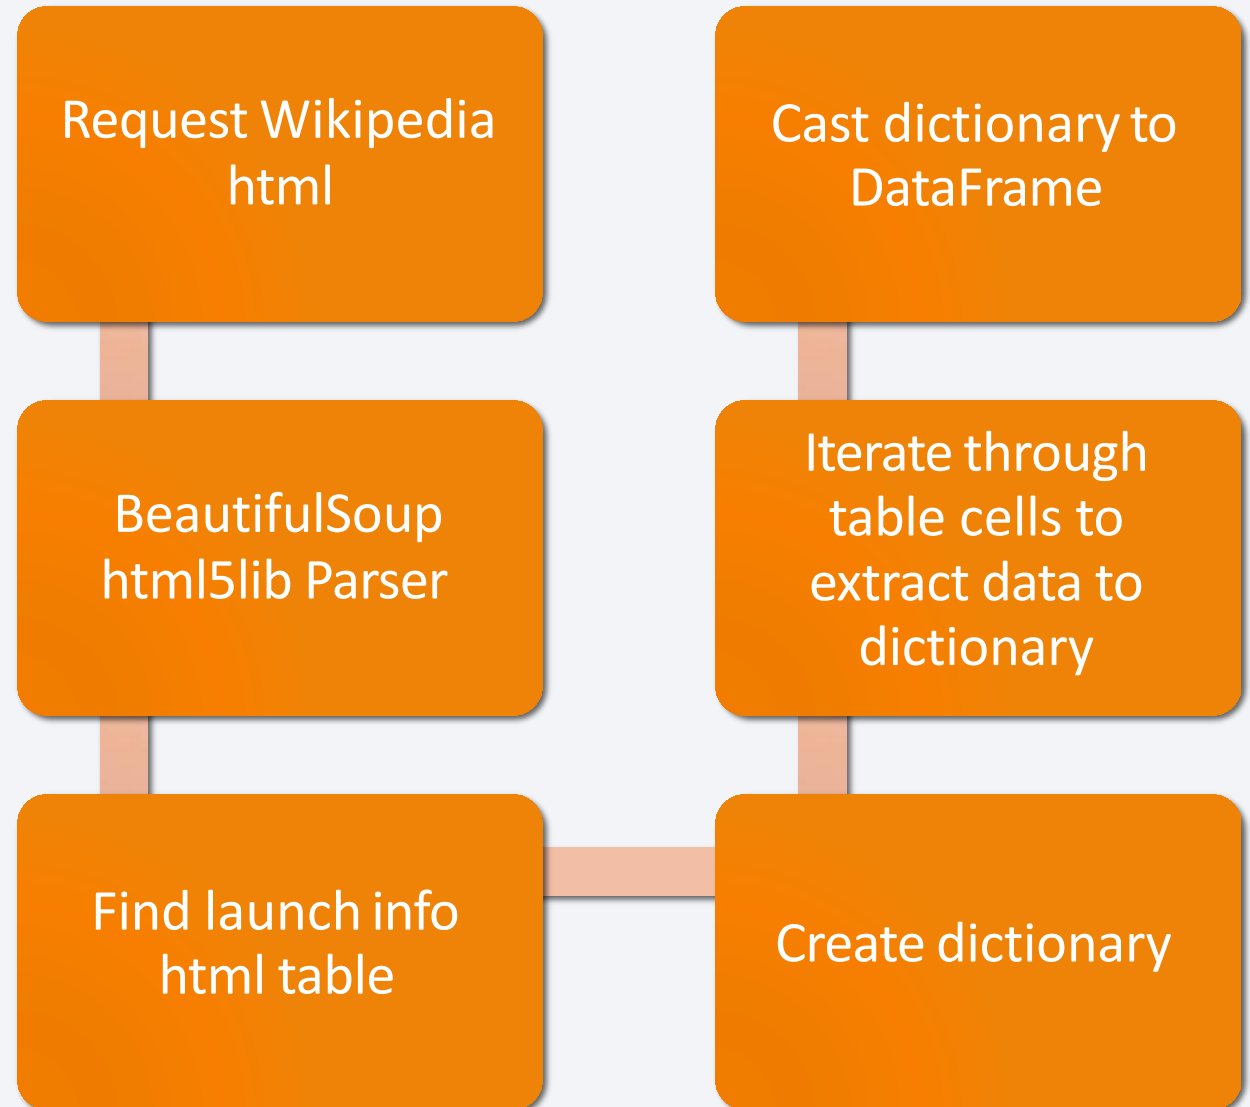 Request Wikipedia
html
BeautifulSoup
html5lib Parser
Find launch info
html table
Create dictionary
Iterate through
table cells to
extract data to
dictionary
Cast dictionary to
DataFrame